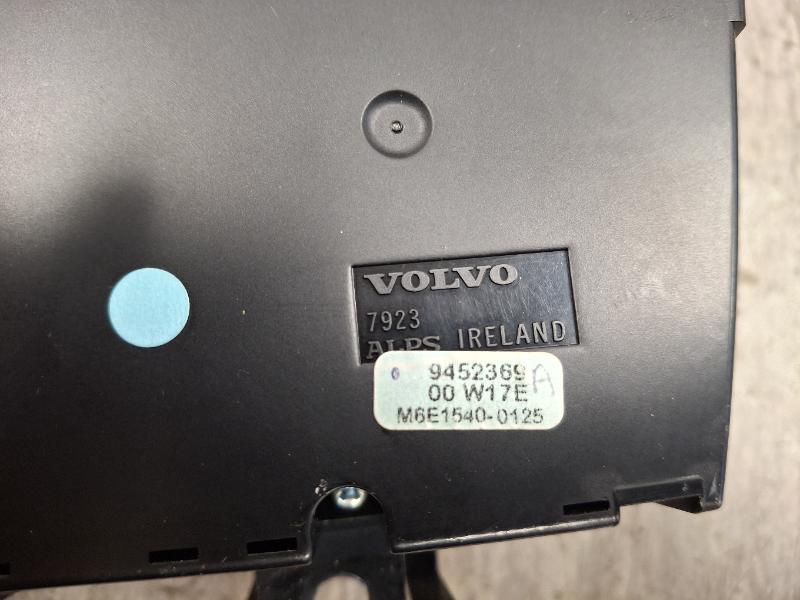 VOLVO
7923
ALPS IRELAND
9452369 A
00 W17E
M6E1540-0125